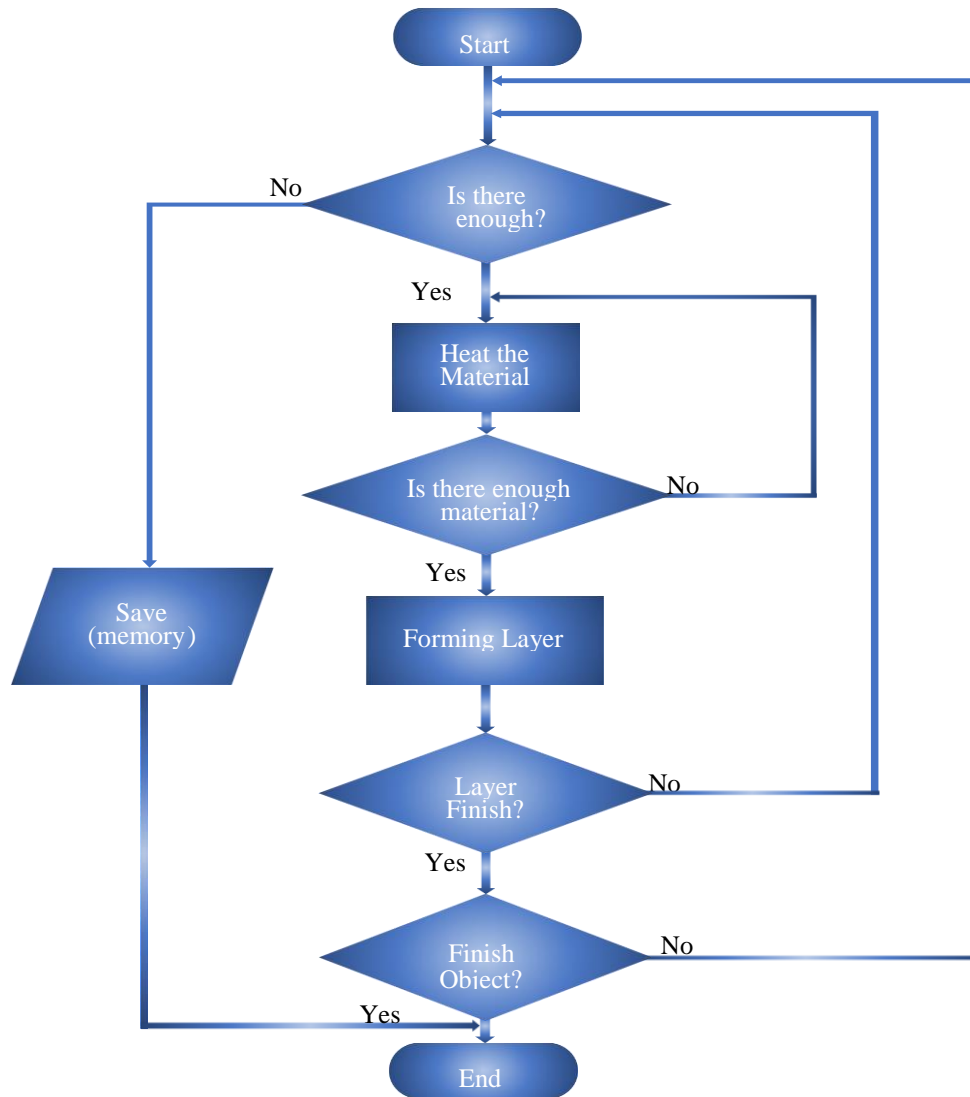 Start
No
Is there
enough?
Yes
Heat the
Material
Is there enough
material?
No
Yes
Save
(memory)
Forming Layer
Layer
Finish?
No
Yes
Finish
Object?
No
Yes
End